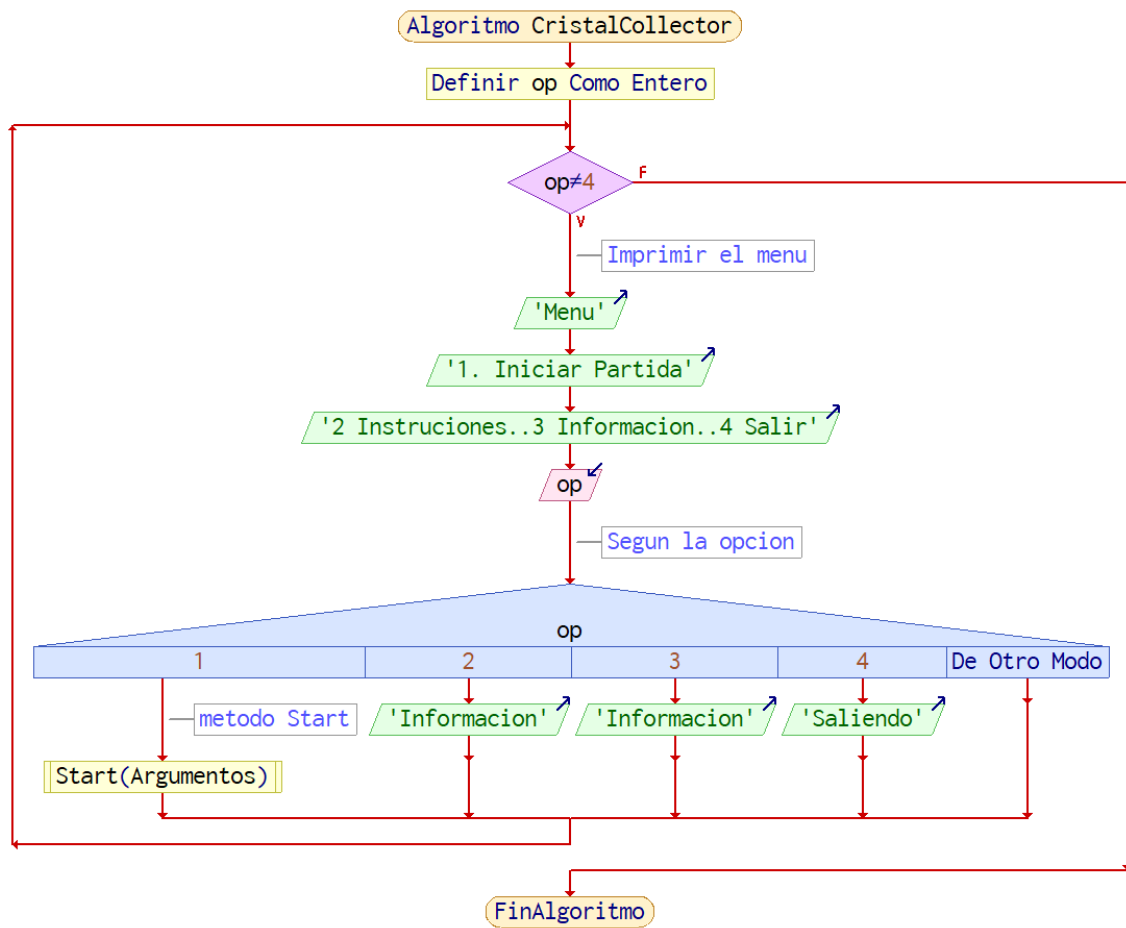 Algoritmo CristalCollector
Definir op Como Entero
op≠4
F
V
Imprimir el menu
'Menu'
'1. Iniciar Partida'
'2 Instruciones..3 Informacion..4 Salir'
op
Segun la opcion
op
1 2 3 4 De Otro Modo
metodo Start 'Informacion' 'Informacion' 'Saliendo'
Start(Argumentos)
FinAlgoritmo